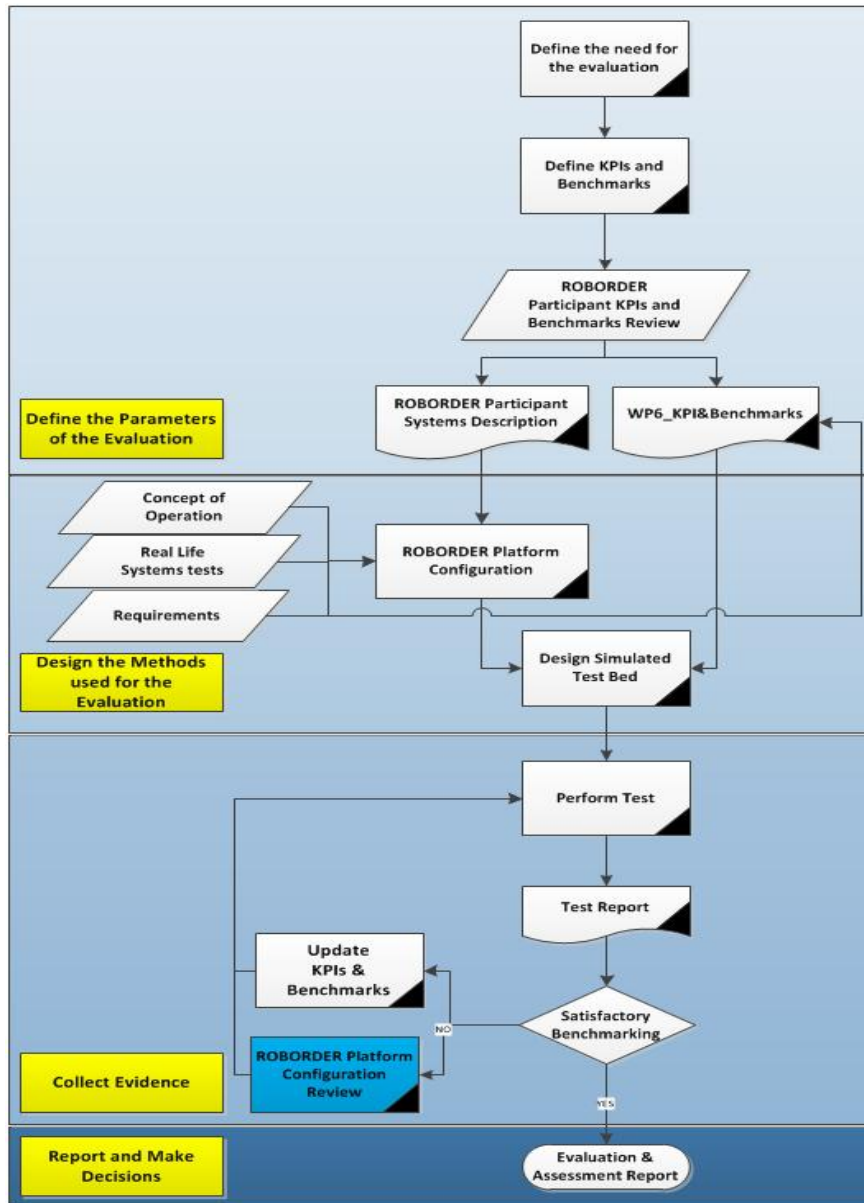 Define the need for
the evaluation
Define KPIs and
Benchmarks
ROBORDER
Participant KPIs and
Benchmarks Review
ROBORDER Participant
Systems Description
WP6_KPI&Benchmarks
Define the Parameters
of the Evaluation
Concept of
Operation
Real Life
Systems tests
Requirements
ROBORDER Platform
Configuration
Design Simulated
Test Bed
Design the Methods
used for the
Evaluation
Perform Test
Test Report
Update
KPIs &
Benchmarks
Satisfactory
Benchmarking
NO
ROBORDER Platform
Configuration
Review
Collect Evidence
YES
Report and Make
Decisions
Evaluation &
Assessment Report